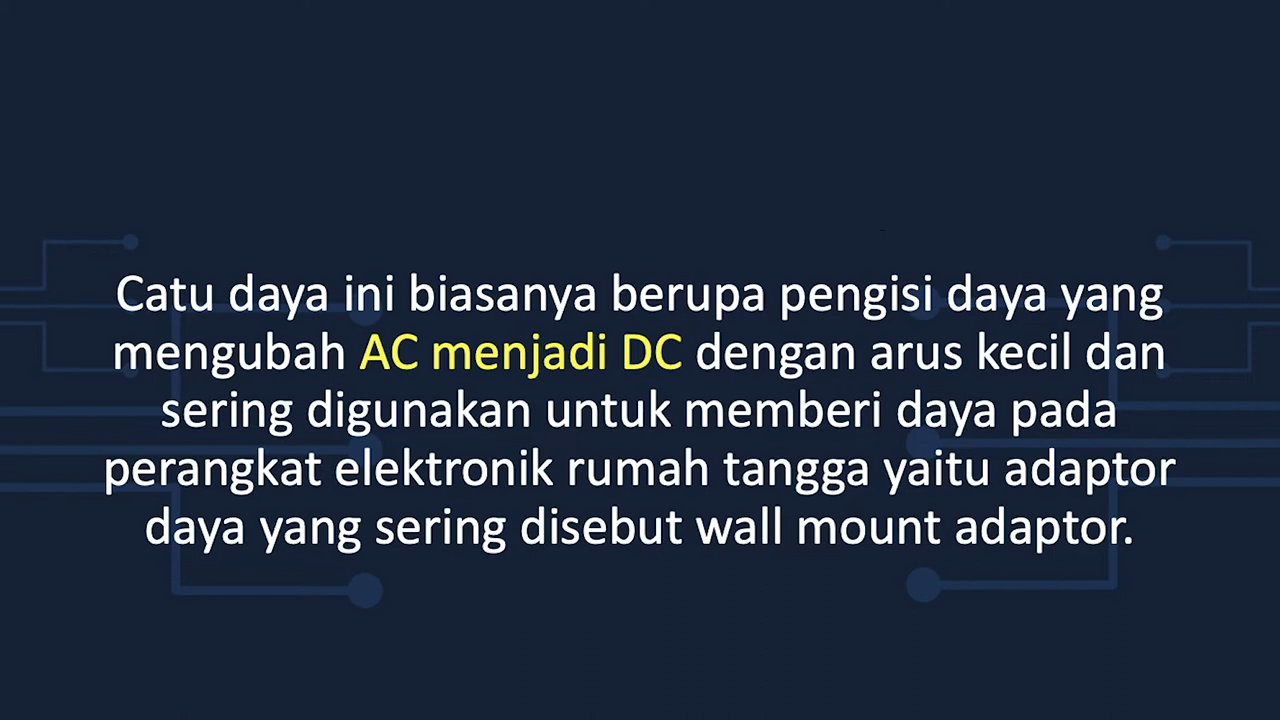 Catu daya ini biasanya berupa pengisi daya yang
mengubah AC menjadi DC dengan arus kecil dan
sering digunakan untuk memberi daya pada
perangkat elektronik rumah tangga yaitu adaptor
daya yang sering disebut wall mount adaptor.